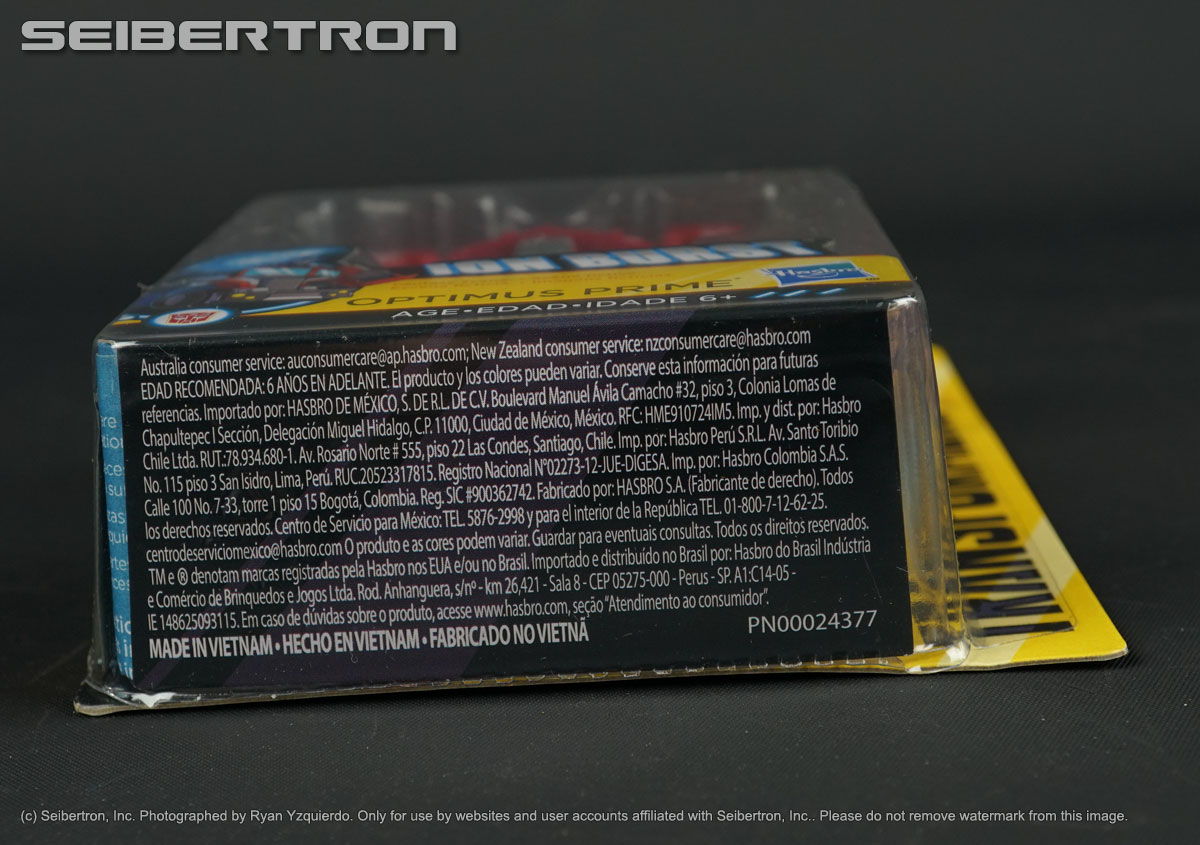 SEIBERTRON
ION BURST
Hasbro
OPTIMUS PRIME
AGE•EDAD•IDADE 6+
Australia consumer service: auconsumercare@ap.hasbro.com; New Zealand consumer service: nzconsumercare@hasbro.com
EDAD RECOMENDADA: 6 AÑOS EN ADELANTE. El producto y los colores pueden variar. Conserve esta información para futuras
referencias. Importado por: HASBRO DE MÉXICO, S. DE R.L. DE C.V. Boulevard Manuel Ávila Camacho #32, piso 3, Colonia Lomas de
Chapultepec I Sección, Delegación Miguel Hidalgo, C.P. 11000, Ciudad de México, México. RFC: HME910724IM5. Imp. y dist. por: Hasbro
Chile Ltda. RUT:78.934.680-1. Av. Rosario Norte # 555, piso 22 Las Condes, Santiago, Chile. Imp. por: Hasbro Perú S.R.L. Av. Santo Toribio
No. 115 piso 3 San Isidro, Lima, Perú. RUC.20523317815. Registro Nacional N°02273-12-JUE-DIGESA. Imp. por: Hasbro Colombia S.A.S.
Calle 100 No. 7-33, torre 1 piso 15 Bogotá, Colombia. Reg. SIC #900362742. Fabricado por: HASBRO S.A. (Fabricante de derecho). Todos
los derechos reservados. Centro de Servicio para México: TEL. 5876-2998 y para el interior de la República TEL. 01-800-7-12-62-25.
centrodeserviciomexico@hasbro.com O produto e as cores podem variar. Guardar para eventuais consultas. Todos os direitos reservados.
TM e ® denotam marcas registradas pela Hasbro nos EUA e/ou no Brasil. Importado e distribuído no Brasil por: Hasbro do Brasil Indústria
e Comércio de Brinquedos e Jogos Ltda. Rod. Anhanguera, s/nº - km 26,421 - Sala 8 - CEP 05275-000 - Perus - SP. A1:C14-05 -
IE 148625093115. Em caso de dúvidas sobre o produto, acesse www.hasbro.com, seção "Atendimento ao consumidor".
MADE IN VIETNAM • HECHO EN VIETNAM • FABRICADO NO VIETNÃ
PN00024377
(c) Seibertron, Inc. Photographed by Ryan Yzquierdo. Only for use by websites and user accounts affiliated with Seibertron, Inc.. Please do not remove watermark from this image.